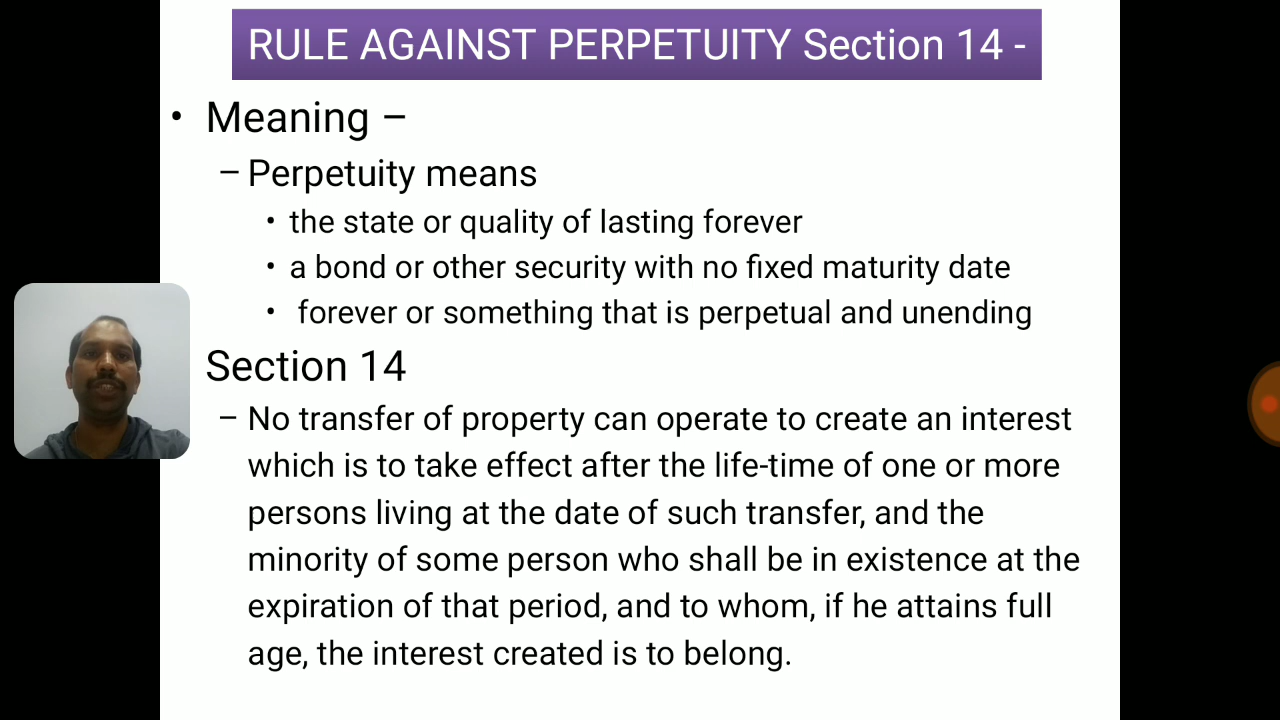 RULE AGAINST PERPETUITY Section 14 -
• Meaning –
– Perpetuity means
• the state or quality of lasting forever
• a bond or other security with no fixed maturity date
• forever or something that is perpetual and unending
Section 14
– No transfer of property can operate to create an interest
which is to take effect after the life-time of one or more
persons living at the date of such transfer, and the
minority of some person who shall be in existence at the
expiration of that period, and to whom, if he attains full
age, the interest created is to belong.